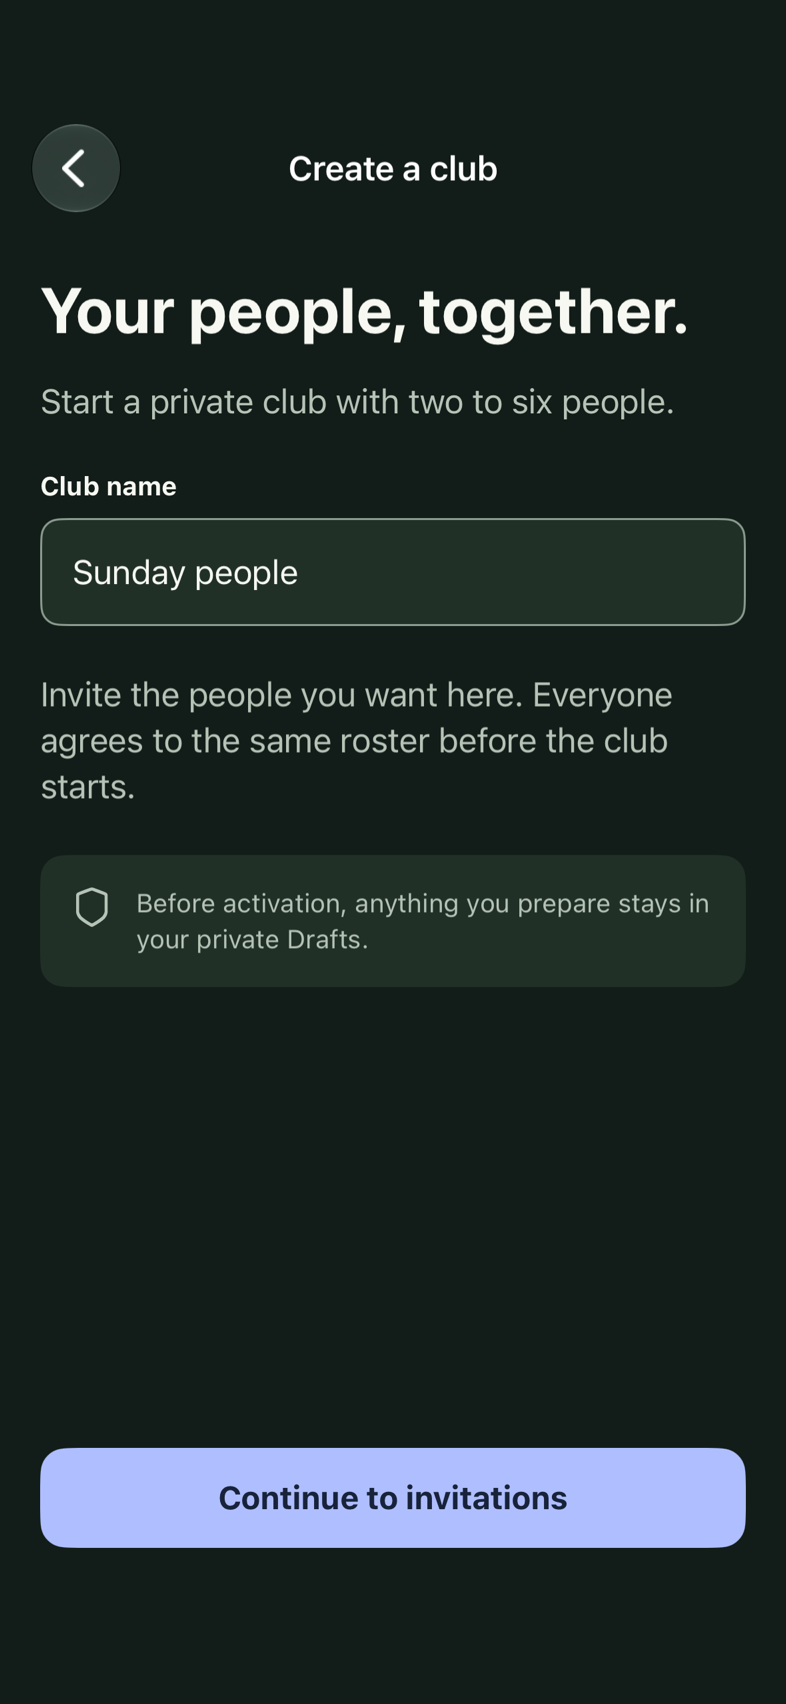 Create a club
Your people, together.
Start a private club with two to six people.
Club name
Sunday people
Invite the people you want here. Everyone
agrees to the same roster before the club
starts.
Before activation, anything you prepare stays in
your private Drafts.
Continue to invitations